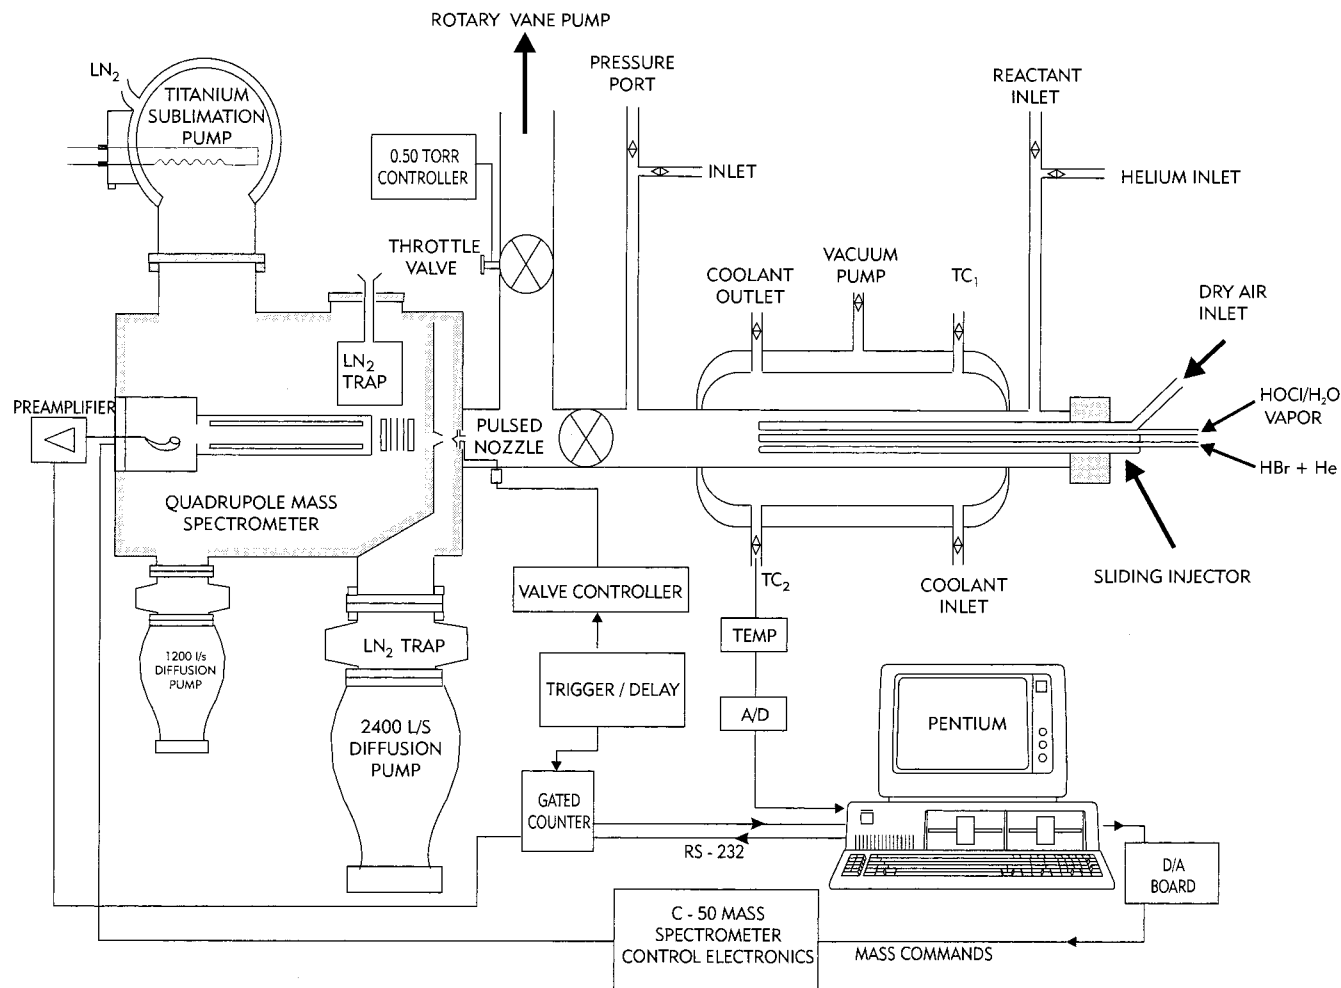 ROTARY VANE PUMP
PRESSURE
PORT
REACTANT
INLET
LN2
TITANIUM
SUBLIMATION
PUMP
0.50 TORR
CONTROLLER
INLET
HELIUM INLET
THROTTLE
VALVE
COOLANT
OUTLET
VACUUM
PUMP
TC1
DRY AIR
INLET
LN2
TRAP
PREAMPLIFIER
PULSED
NOZZLE
HOCl/H2O
VAPOR
HBr + He
QUADRUPOLE MASS
SPECTROMETER
TC2
COOLANT
INLET
SLIDING INJECTOR
VALVE CONTROLLER
LN2 TRAP
TEMP
1200 l/s
DIFFUSION
PUMP
TRIGGER / DELAY
A/D
2400 L/S
DIFFUSION
PUMP
PENTIUM
GATED
COUNTER
RS - 232
D/A
BOARD
C - 50 MASS
SPECTROMETER
CONTROL ELECTRONICS
MASS COMMANDS